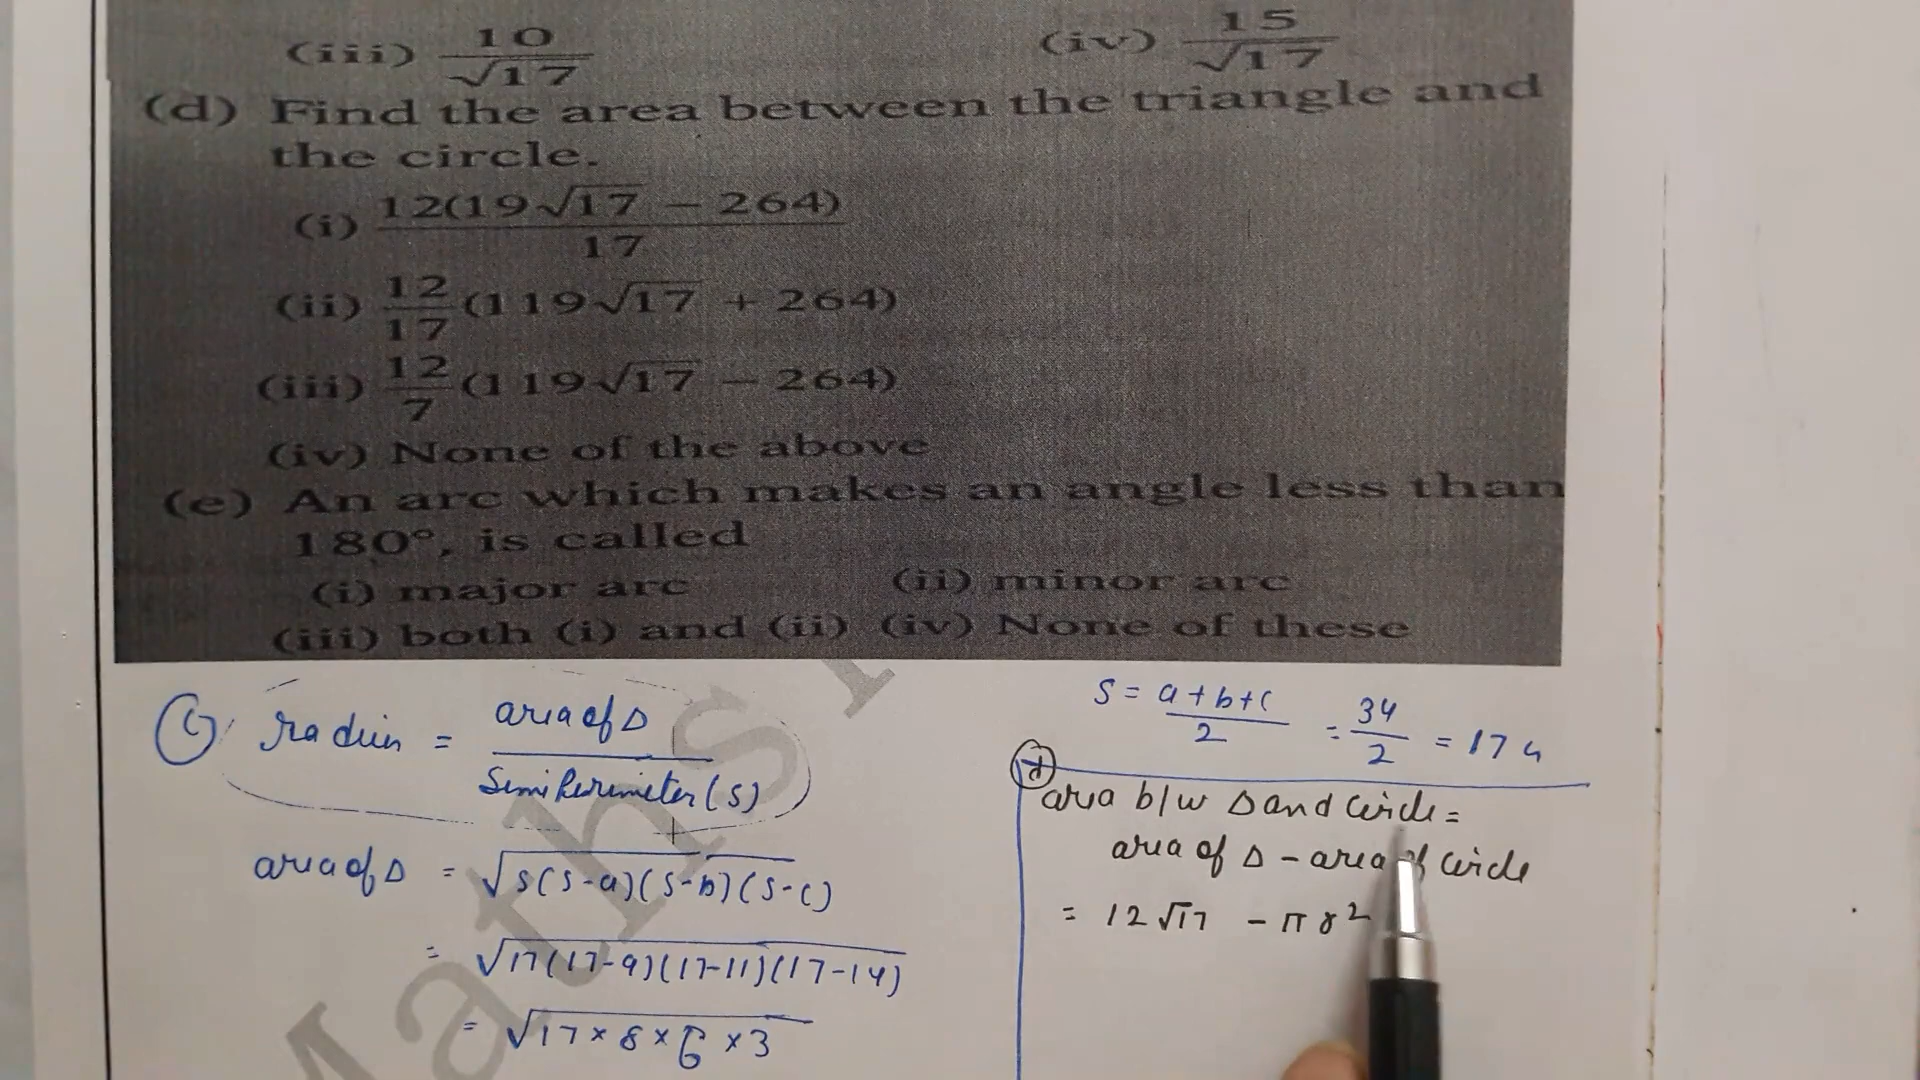 (iii) 10/√17 (iv) 15/√17
(d) Find the area between the triangle and
the circle.
(i) 12(19√17 − 264)/17
(ii) 12/17 (119√17 + 264)
(iii) 12/7 (119√17 − 264)
(iv) None of the above
(e) An arc which makes an angle less than
180°, is called
(i) major arc (ii) minor arc
(iii) both (i) and (ii) (iv) None of these
radius = area of Δ / Semi Perimeter (s)
area of Δ = √s(s-a)(s-b)(s-c)
= √17(17-9)(17-11)(17-14)
= √17×8×6×3
S = a+b+c/2 = 34/2 = 17
(d)
area b/w Δ and circle =
area of Δ - area of circle
= 12√17 - πr²
Maths